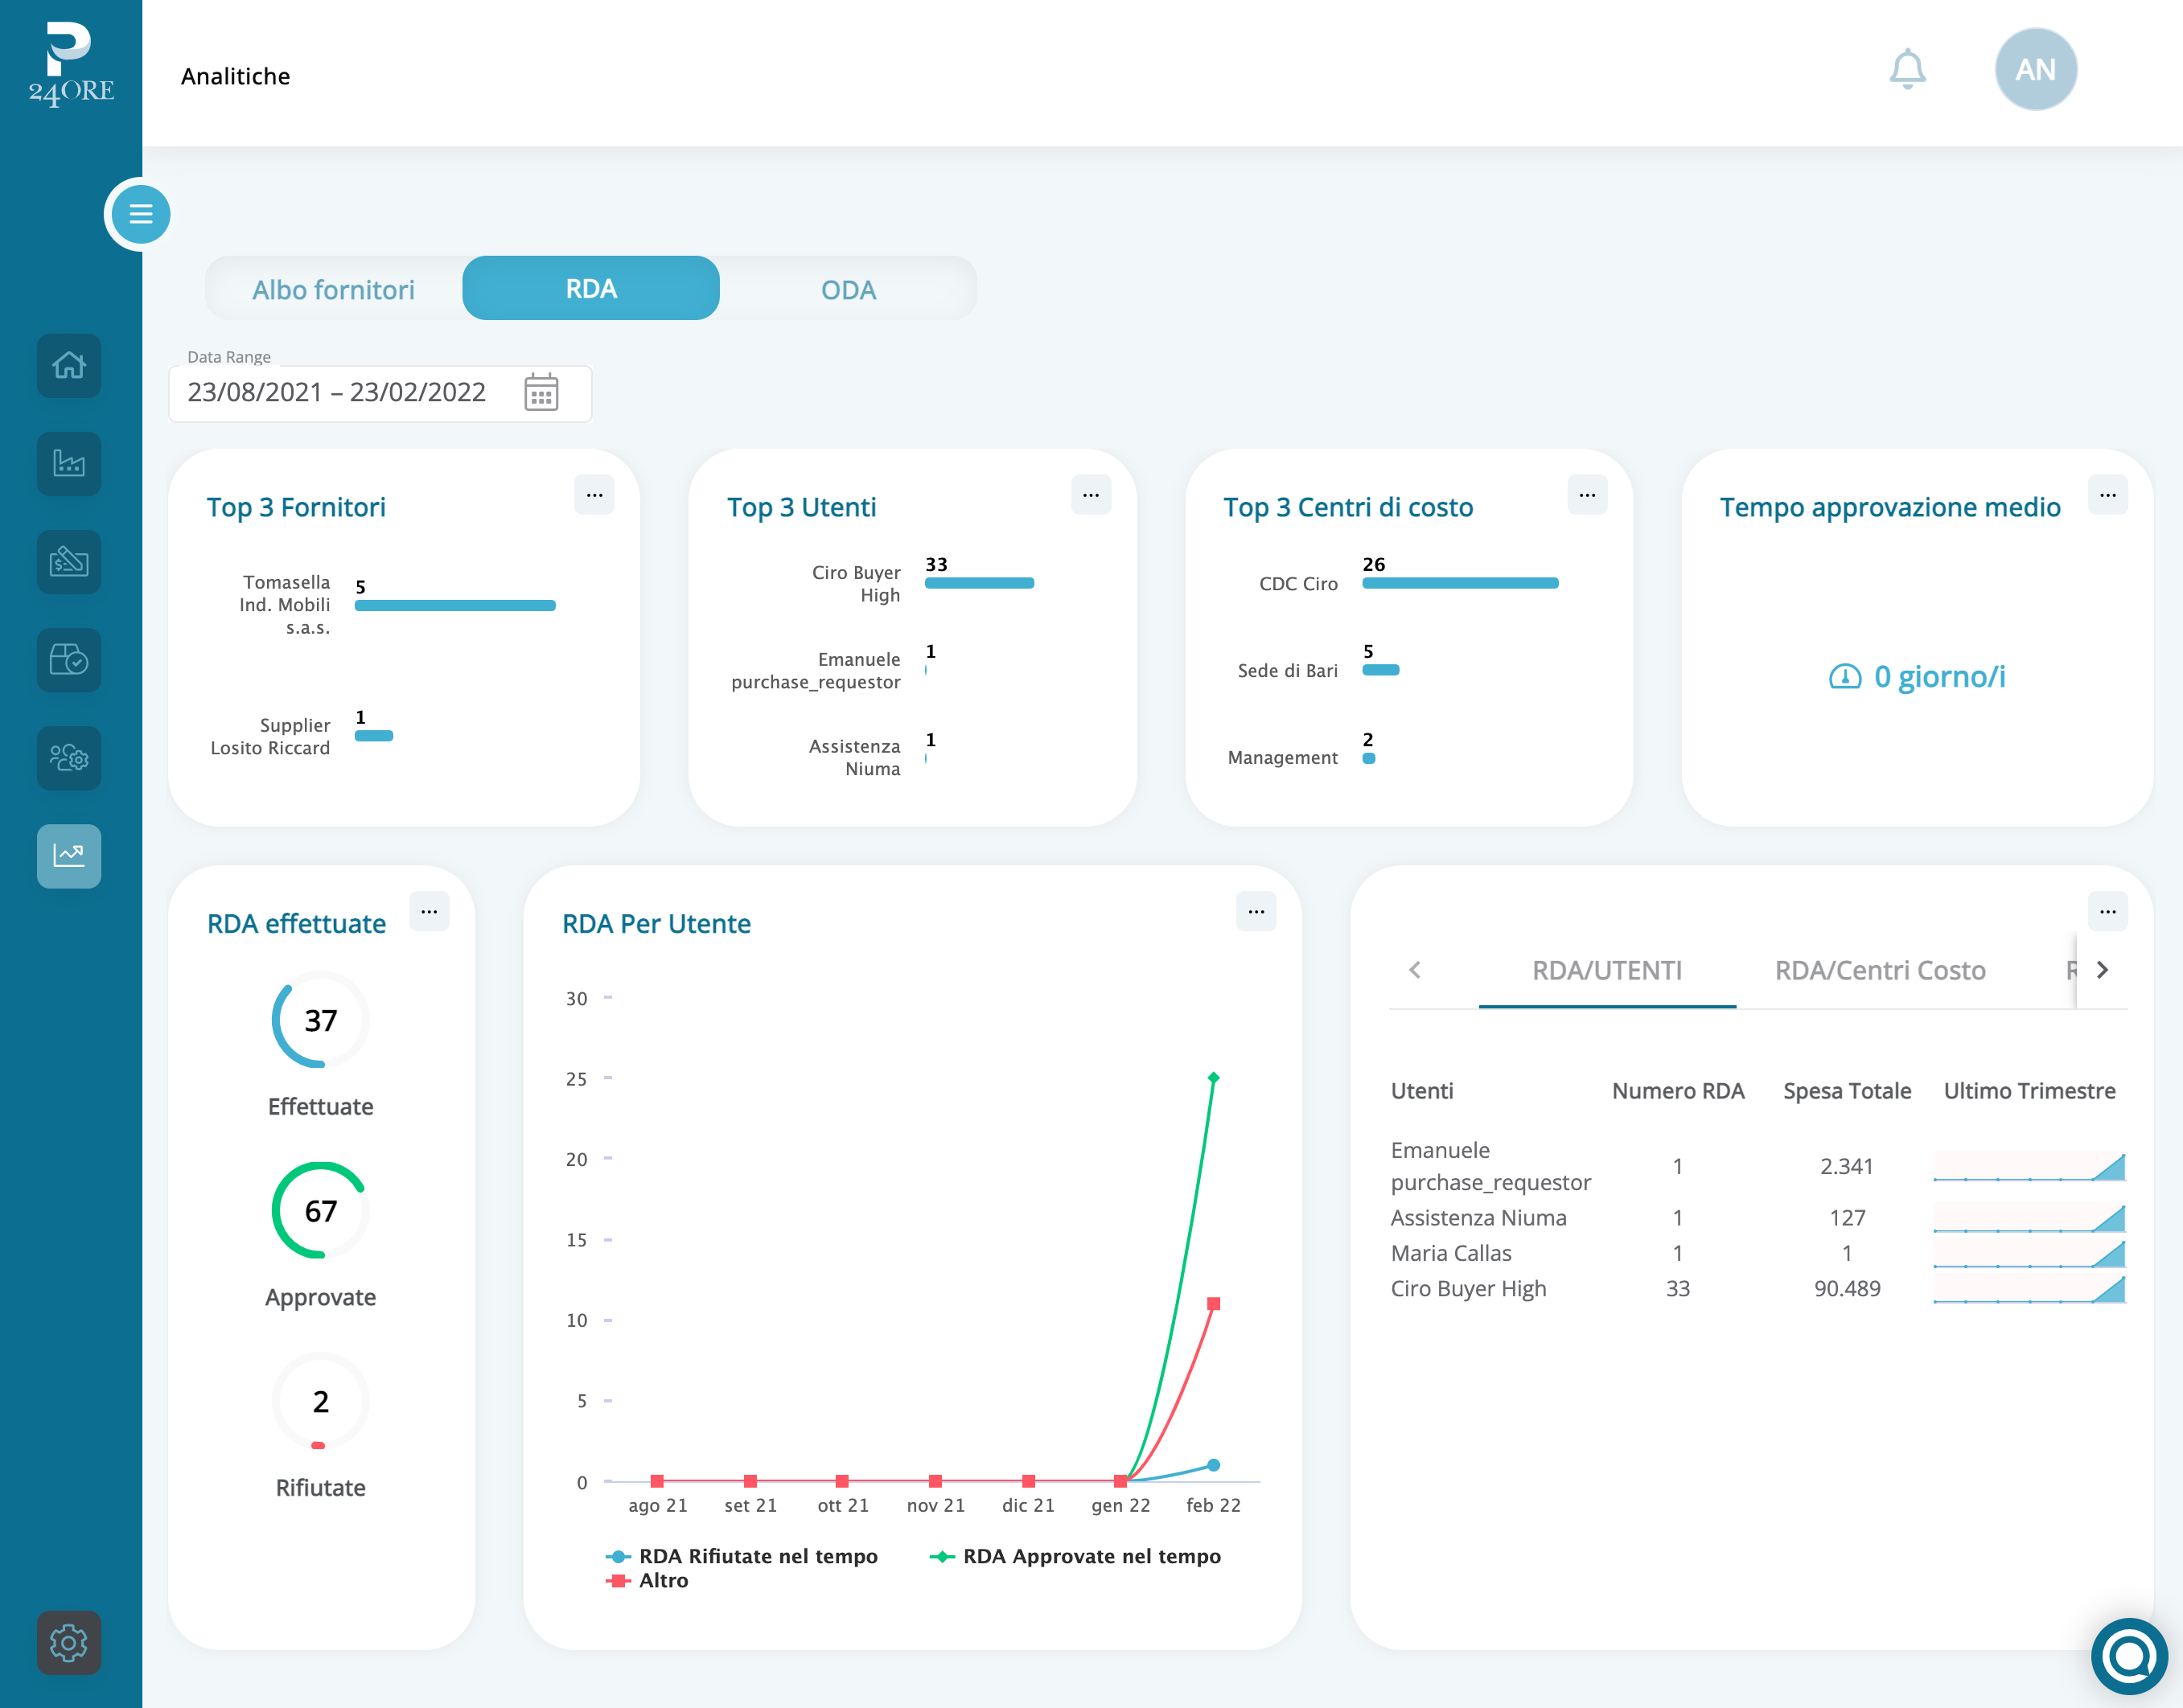 24ORE
Analitiche
AN
Albo fornitori
RDA
ODA
Data Range
23/08/2021 – 23/02/2022
Top 3 Fornitori
...
Tomasella
Ind. Mobili
s.a.s.
5
Supplier
Losito Riccard
1
Top 3 Utenti
...
Ciro Buyer
High
33
Emanuele
purchase_requestor
1
Assistenza
Niuma
1
Top 3 Centri di costo
...
CDC Ciro
26
Sede di Bari
5
Management
2
Tempo approvazione medio
...
0 giorno/i
RDA effettuate
...
37
Effettuate
67
Approvate
2
Rifiutate
RDA Per Utente
...
30
25
20
15
10
5
0
ago 21
set 21
ott 21
nov 21
dic 21
gen 22
feb 22
RDA Rifiutate nel tempo
RDA Approvate nel tempo
Altro
...
RDA/UTENTI
RDA/Centri Costo
Utenti Numero RDA Spesa Totale Ultimo Trimestre
Emanuele
purchase_requestor 1 2.341
Assistenza Niuma 1 127
Maria Callas 1 1
Ciro Buyer High 33 90.489